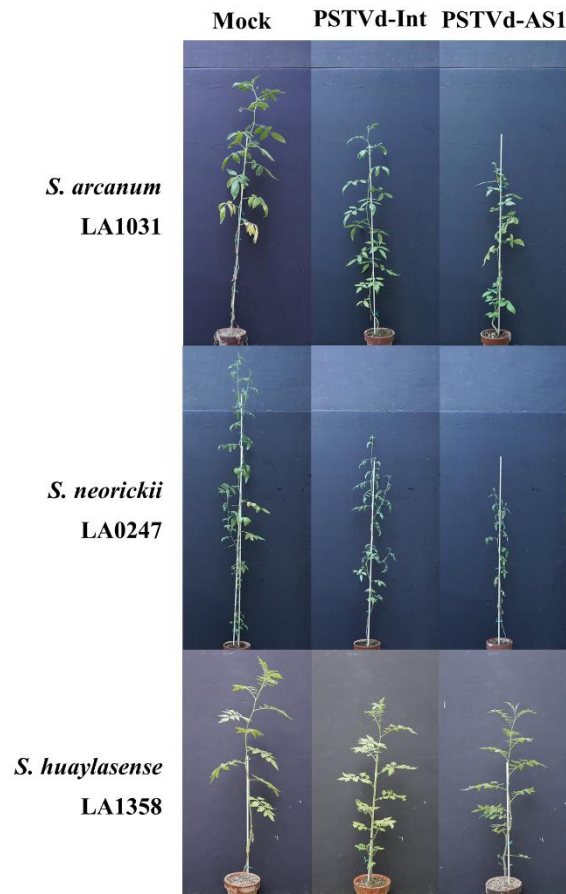 Mock PSTVd-Int PSTVd-AS1
S. arcanum
LA1031
S. neorickii
LA0247
S. huaylasense
LA1358